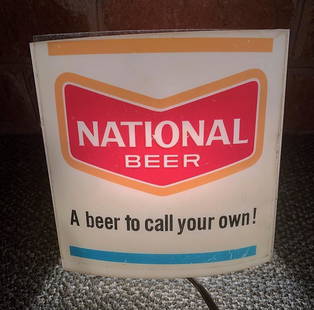 NATIONAL
BEER
A beer to call your own!